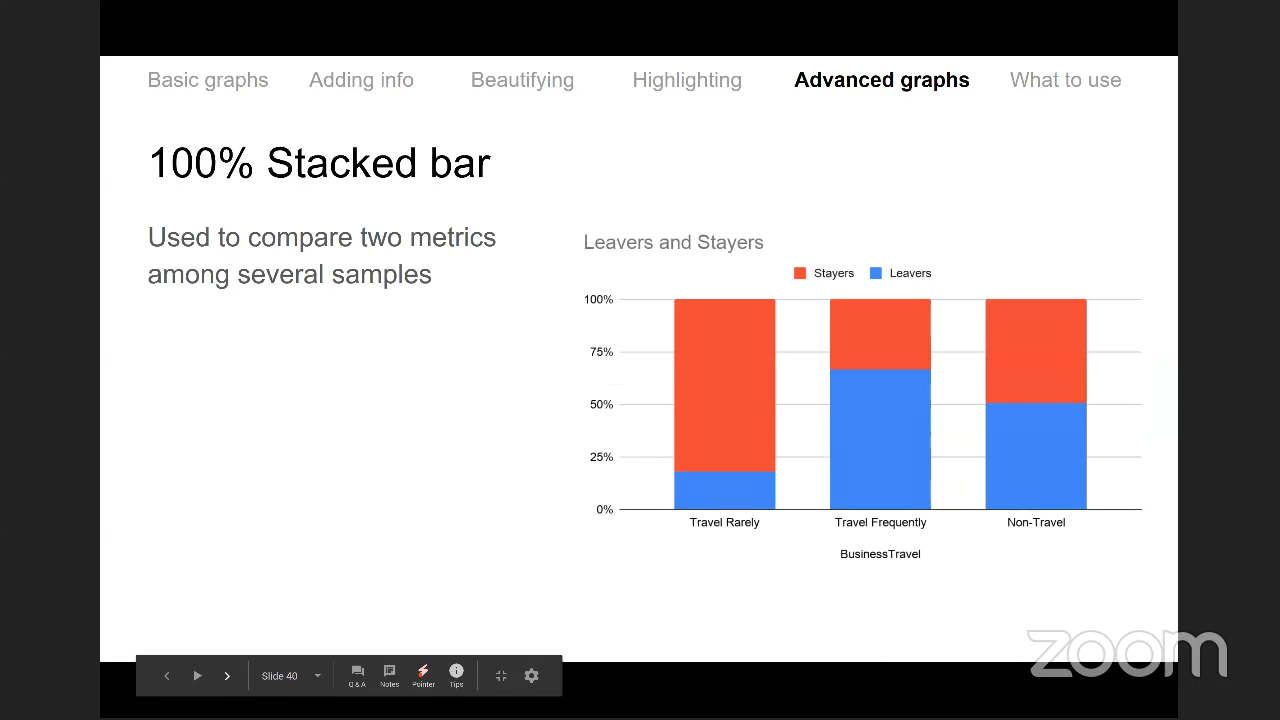 Basic graphs Adding info Beautifying Highlighting Advanced graphs What to use
100% Stacked bar
Used to compare two metrics
among several samples
Leavers and Stayers
Stayers Leavers
100%
75%
50%
25%
0%
Travel Rarely Travel Frequently Non-Travel
BusinessTravel
Slide 40
Q & A Notes Pointer Tips
zoom